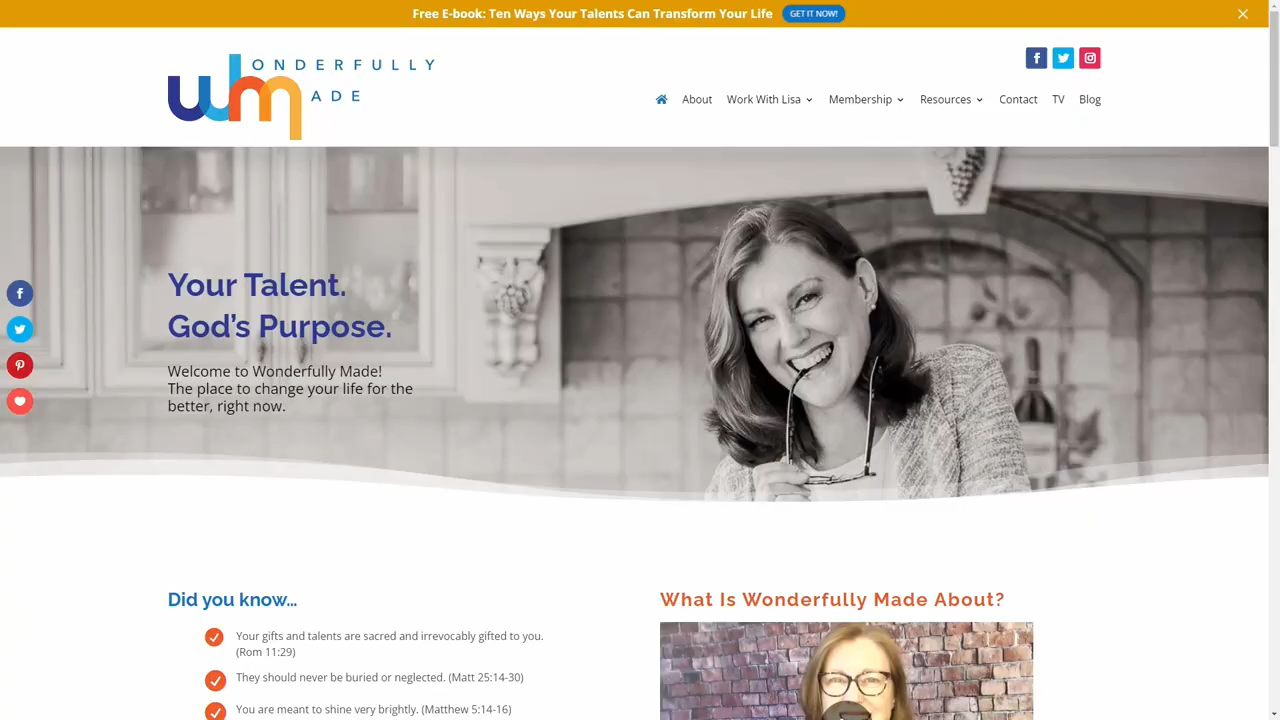 Free E-book: Ten Ways Your Talents Can Transform Your Life GET IT NOW!
wm ONDERFULLY
ADE
About Work With Lisa Membership Resources Contact TV Blog
Your Talent.
God's Purpose.
Welcome to Wonderfully Made!
The place to change your life for the
better, right now.
Did you know...
Your gifts and talents are sacred and irrevocably gifted to you.
(Rom 11:29)
They should never be buried or neglected. (Matt 25:14-30)
You are meant to shine very brightly. (Matthew 5:14-16)
What Is Wonderfully Made About?